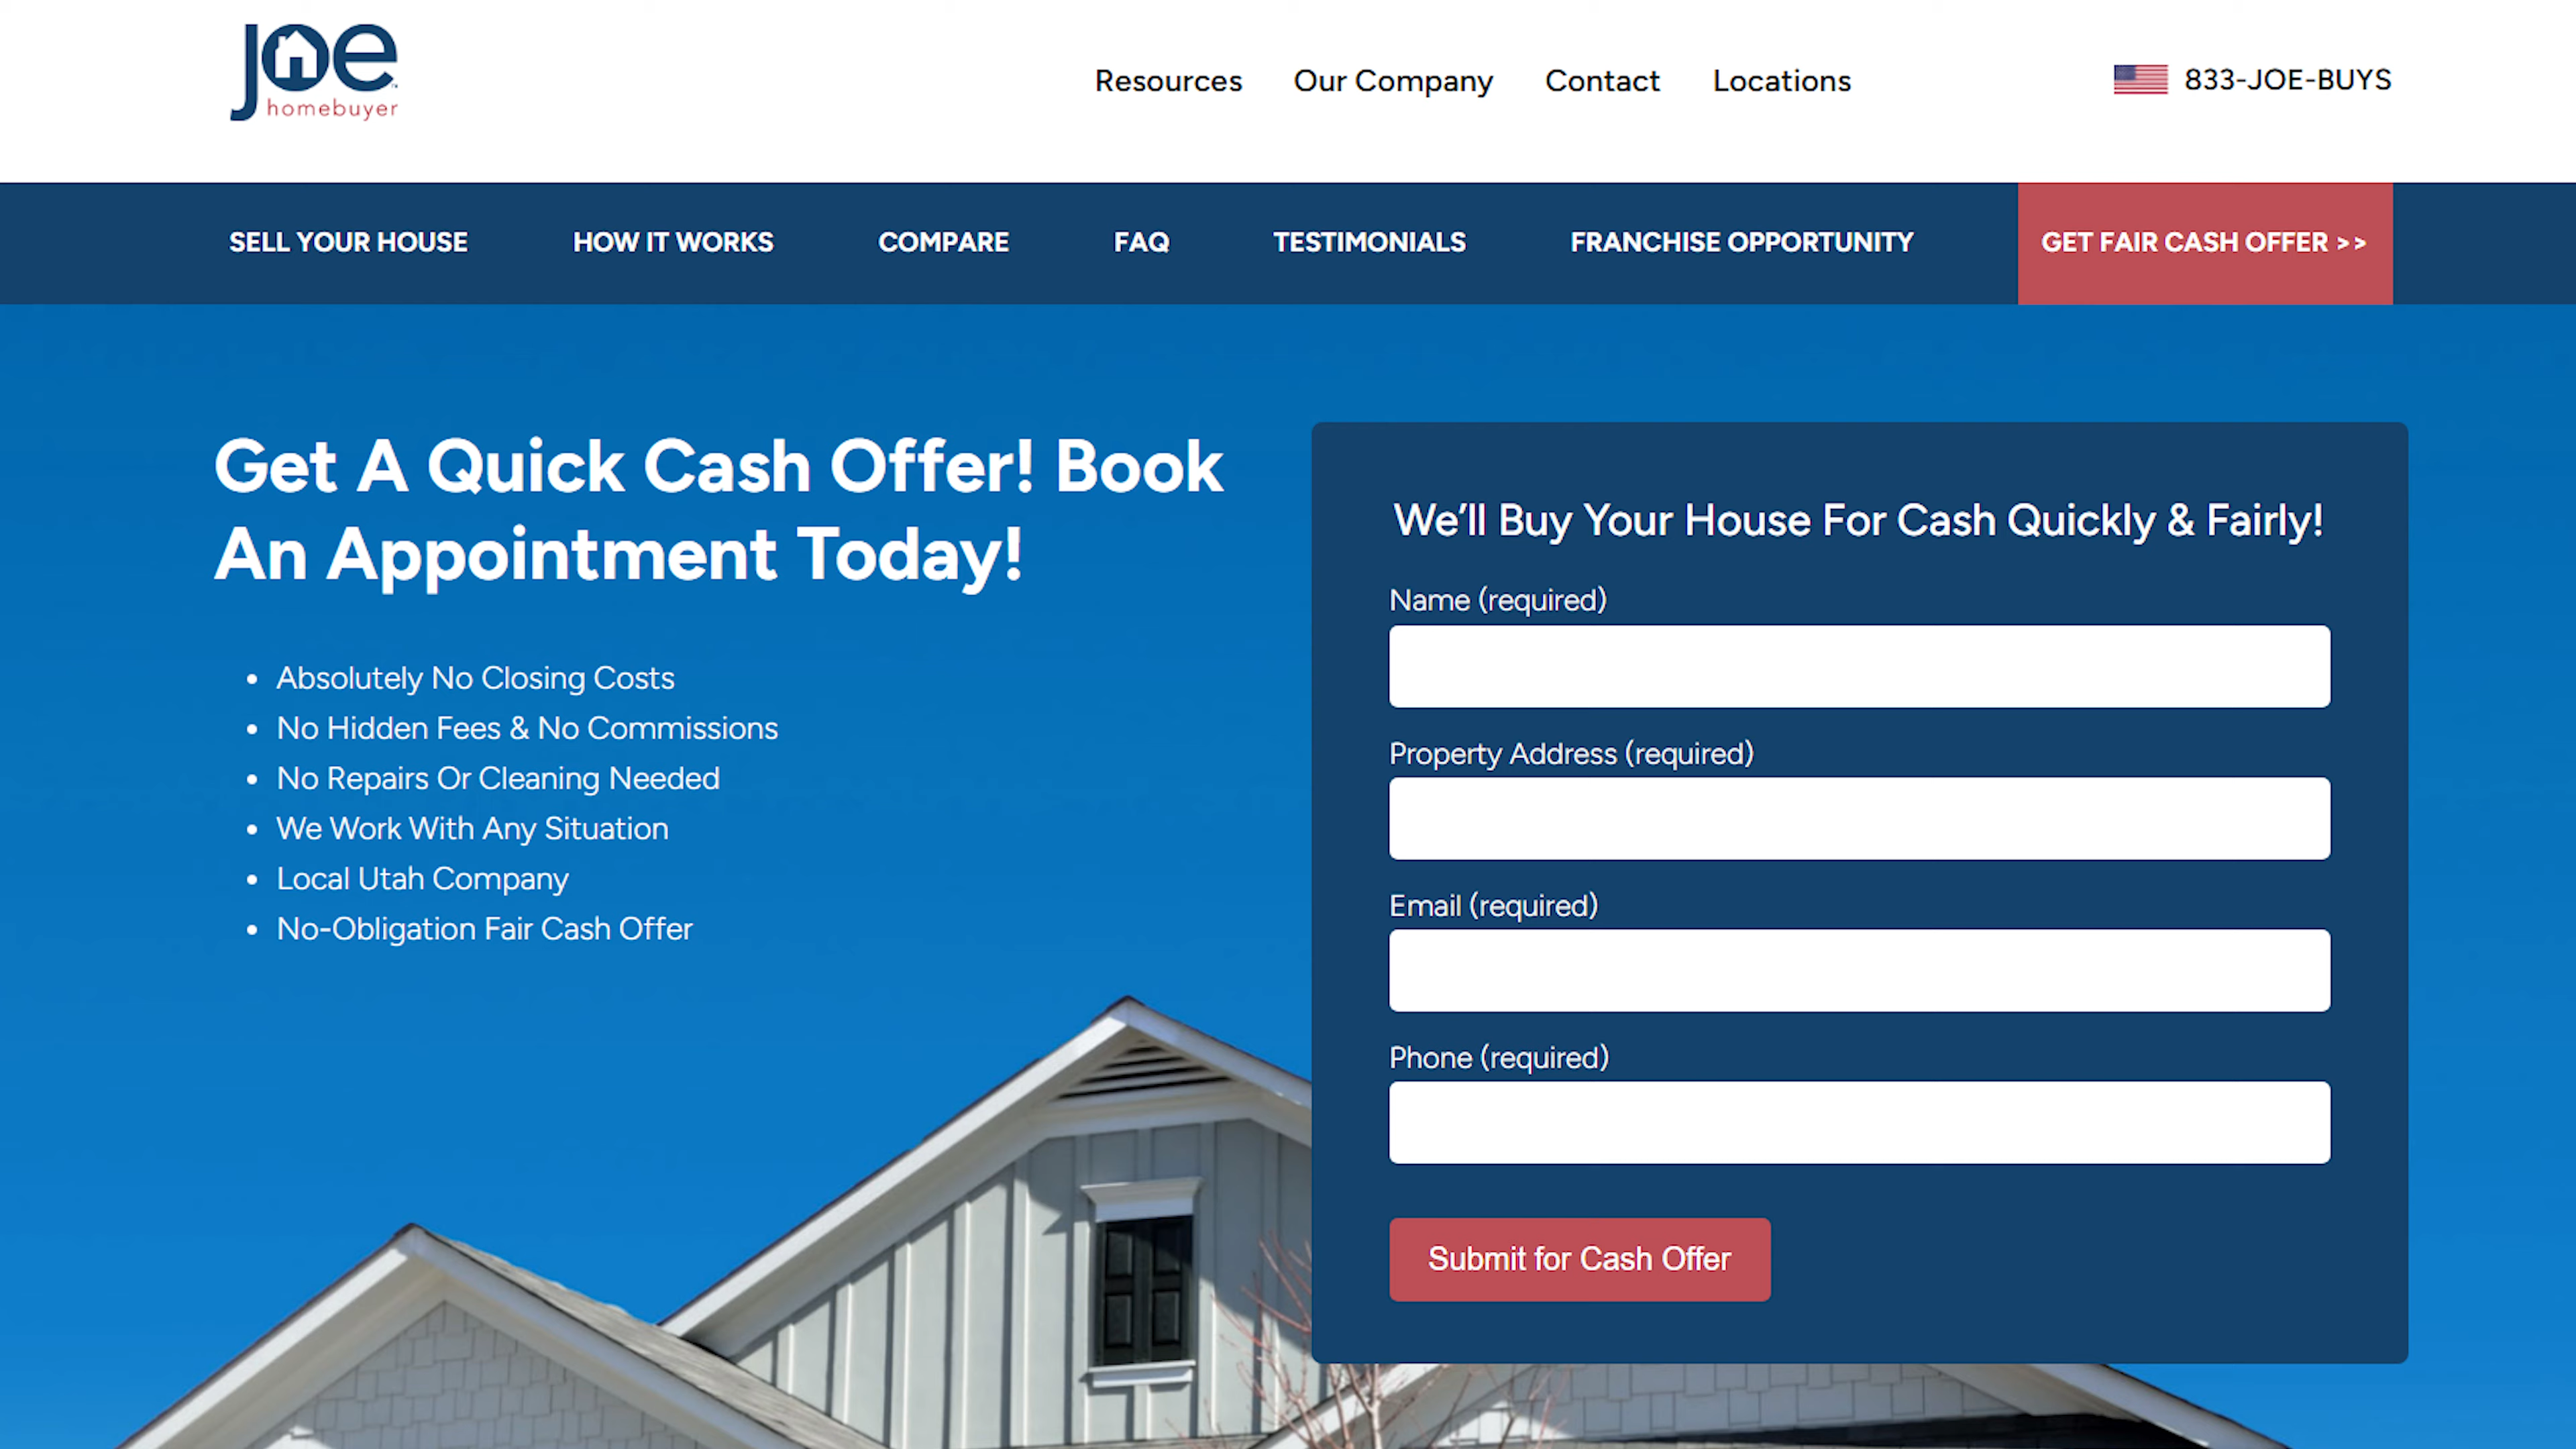 Joe
homebuyer
Resources
Our Company
Contact
Locations
833-JOE-BUYS
SELL YOUR HOUSE
HOW IT WORKS
COMPARE
FAQ
TESTIMONIALS
FRANCHISE OPPORTUNITY
GET FAIR CASH OFFER >>
Get A Quick Cash Offer! Book
An Appointment Today!
• Absolutely No Closing Costs
• No Hidden Fees & No Commissions
• No Repairs Or Cleaning Needed
• We Work With Any Situation
• Local Utah Company
• No-Obligation Fair Cash Offer
We’ll Buy Your House For Cash Quickly & Fairly!
Name (required)
Property Address (required)
Email (required)
Phone (required)
Submit for Cash Offer